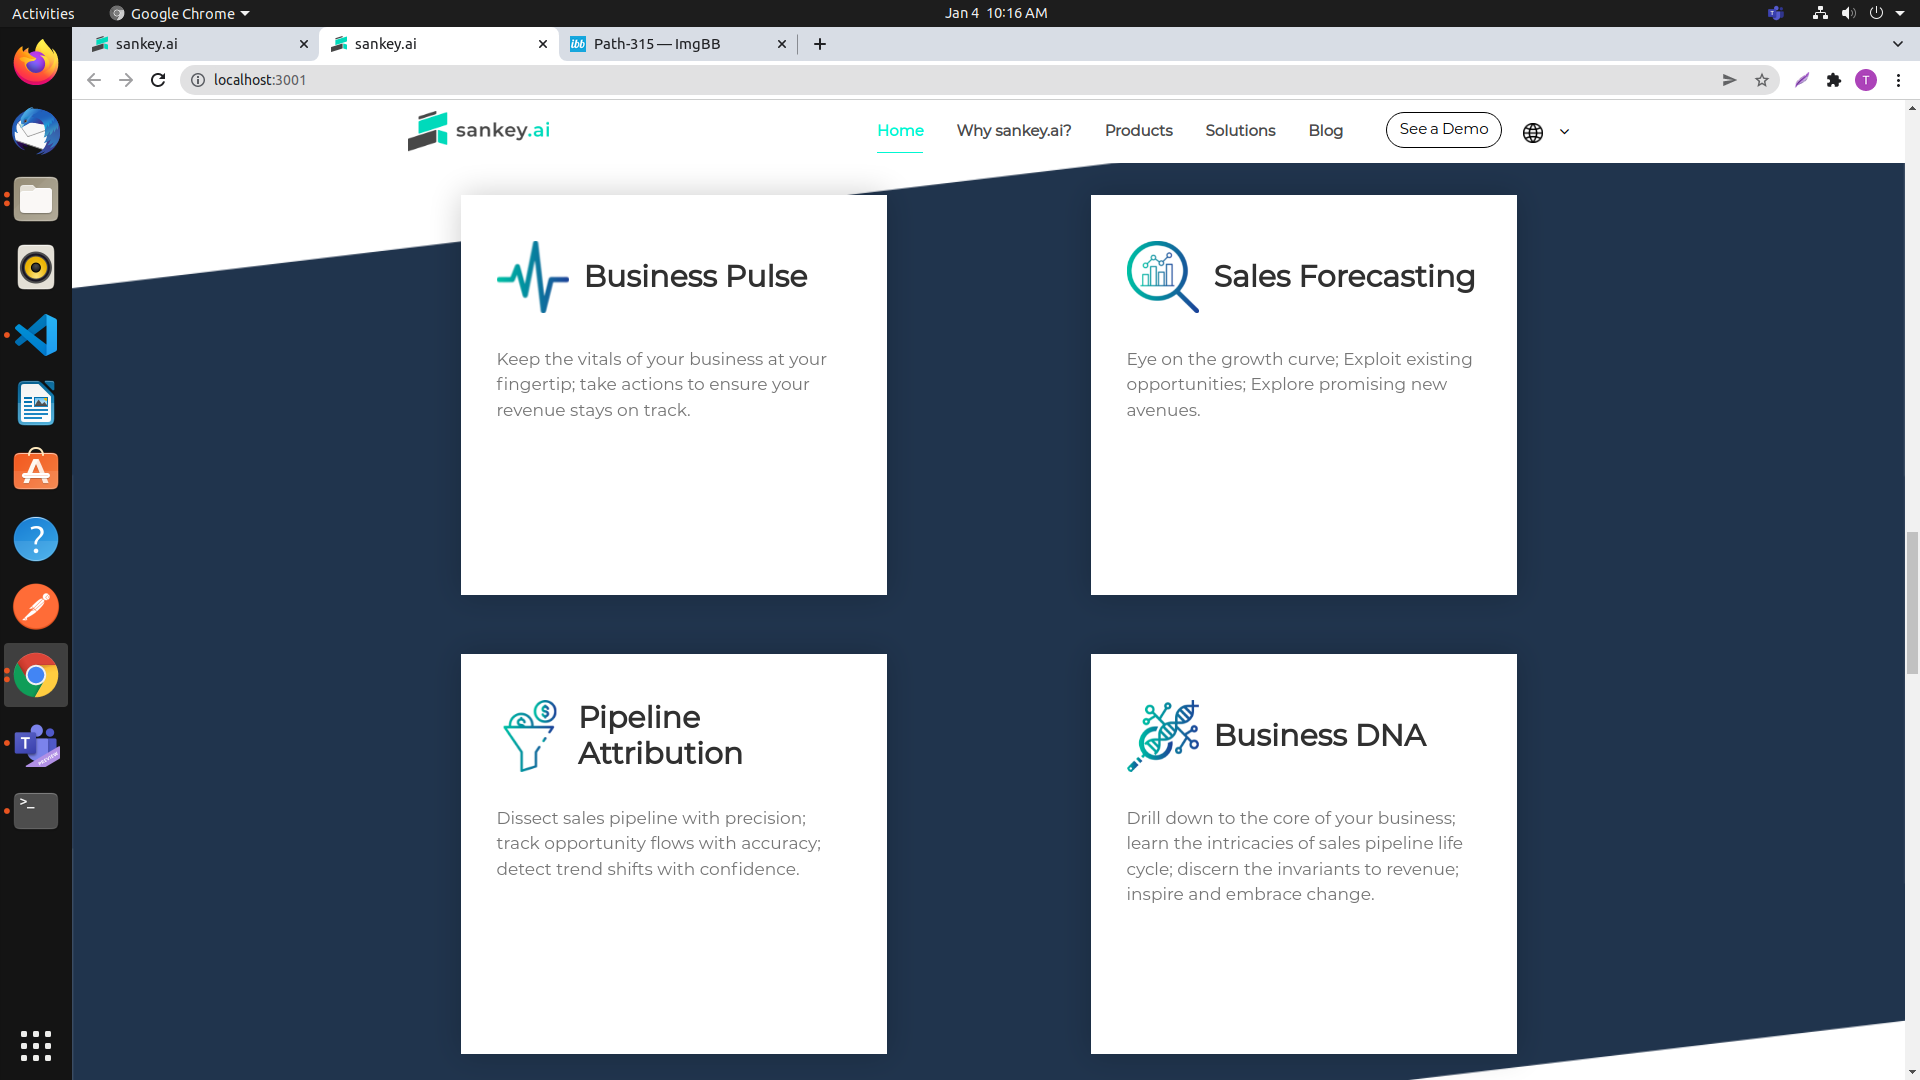 Activities
Google Chrome
Jan 4 10:16 AM
sankey.ai
sankey.ai
ibb
Path-315 — ImgBB
localhost:3001
T
sankey.ai
Home
Why sankey.ai?
Products
Solutions
Blog
See a Demo
Business Pulse
Keep the vitals of your business at your
fingertip; take actions to ensure your
revenue stays on track.
Sales Forecasting
Eye on the growth curve; Exploit existing
opportunities; Explore promising new
avenues.
Pipeline
Attribution
Dissect sales pipeline with precision;
track opportunity flows with accuracy;
detect trend shifts with confidence.
Business DNA
Drill down to the core of your business;
learn the intricacies of sales pipeline life
cycle; discern the invariants to revenue;
inspire and embrace change.
T
PREVIEW
>_